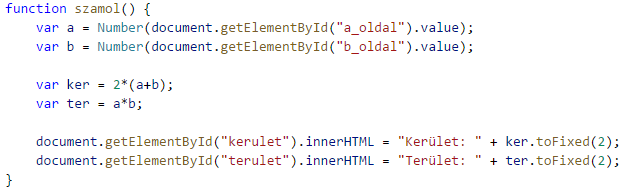 function szamol() {
    var a = Number(document.getElementById("a_oldal").value);
    var b = Number(document.getElementById("b_oldal").value);

    var ker = 2*(a+b);
    var ter = a*b;

    document.getElementById("kerulet").innerHTML = "Kerület: " + ker.toFixed(2);
    document.getElementById("terulet").innerHTML = "Terület: " + ter.toFixed(2);
}